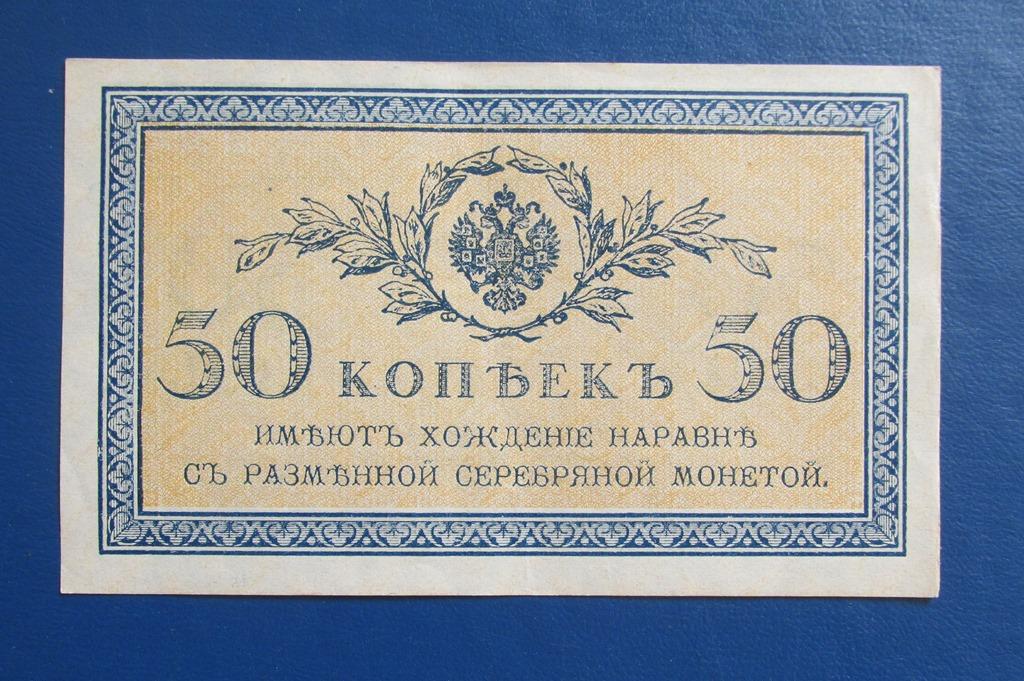 50 КОПѢЕКЪ 50
ИМѢЮТЪ ХОЖДЕНІЕ НАРАВНѢ
СЪ РАЗМѢННОЙ СЕРЕБРЯНОЙ МОНЕТОЙ.